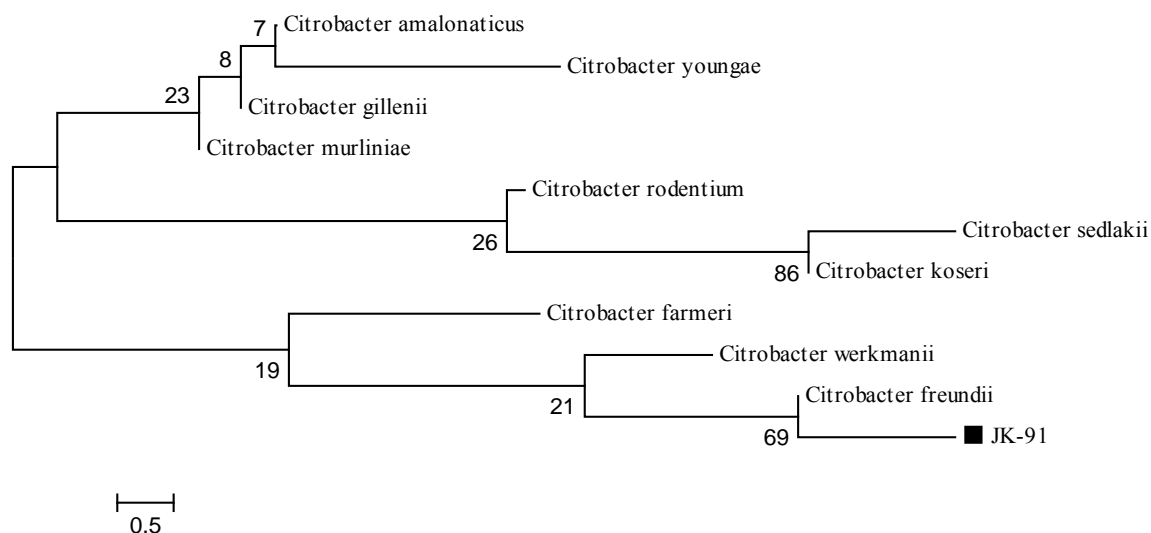 7
Citrobacter amalonaticus
8
Citrobacter youngae
23
Citrobacter gillenii
Citrobacter murliniae
Citrobacter rodentium
26
Citrobacter sedlakii
86
Citrobacter koseri
Citrobacter farmeri
19
Citrobacter werkmanii
21
Citrobacter freundii
69
JK-91
0.5